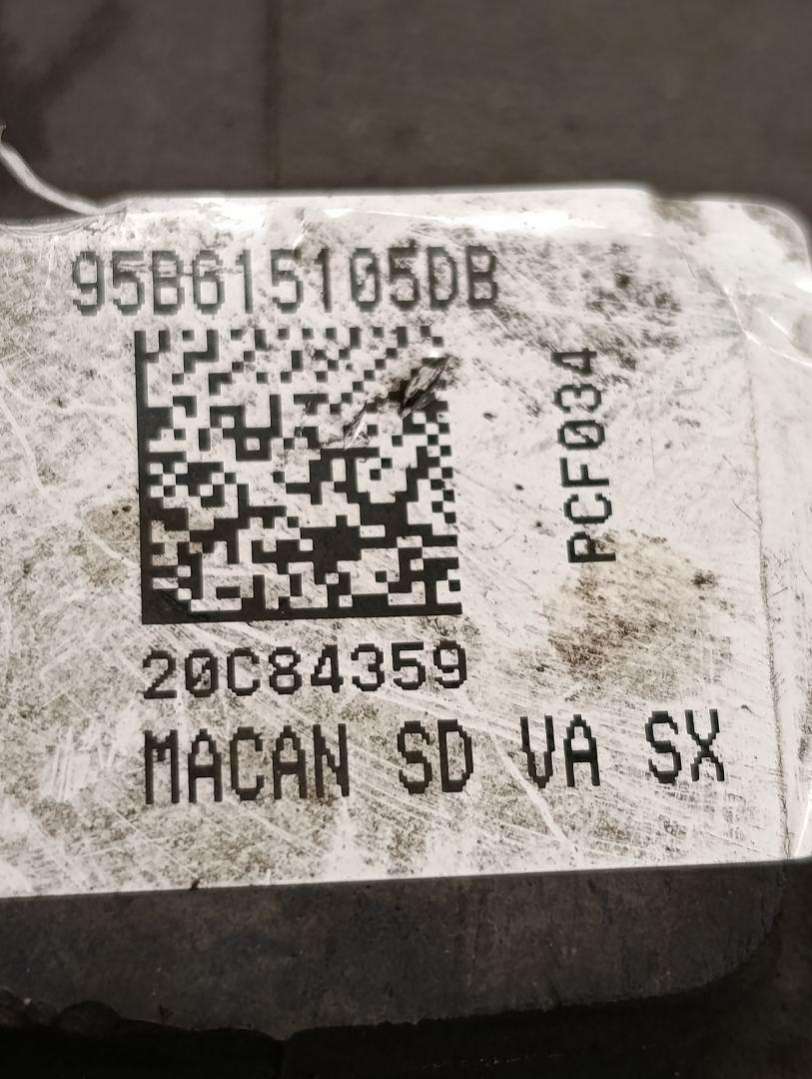 95B615105DB
PCF034
20C84359
MACAN SD VA SX